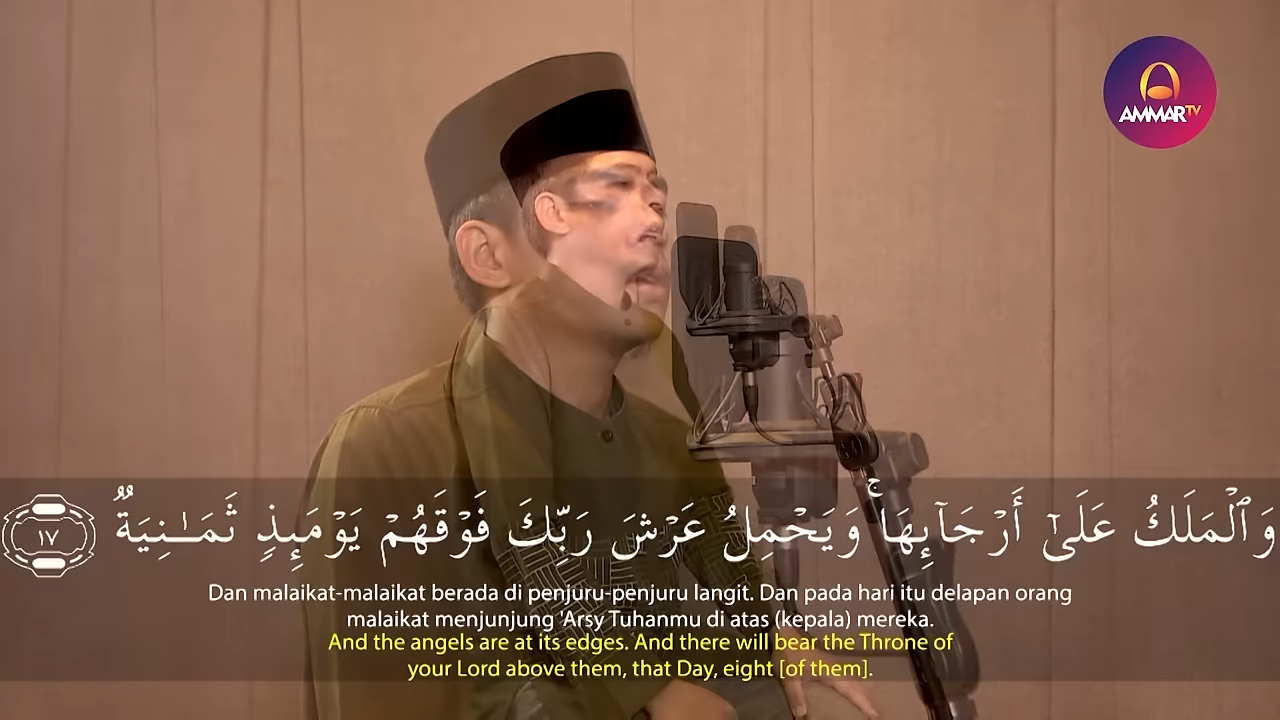 AMMARTV
وَٱلْمَلَكُ عَلَىٰٓ أَرْجَآئِهَا ۚ وَيَحْمِلُ عَرْشَ رَبِّكَ فَوْقَهُمْ يَوْمَئِذٍ ثَمَـٰنِيَةٌ ١٧
Dan malaikat-malaikat berada di penjuru-penjuru langit. Dan pada hari itu delapan orang
malaikat menjunjung 'Arsy Tuhanmu di atas (kepala) mereka.
And the angels are at its edges. And there will bear the Throne of
your Lord above them, that Day, eight [of them].